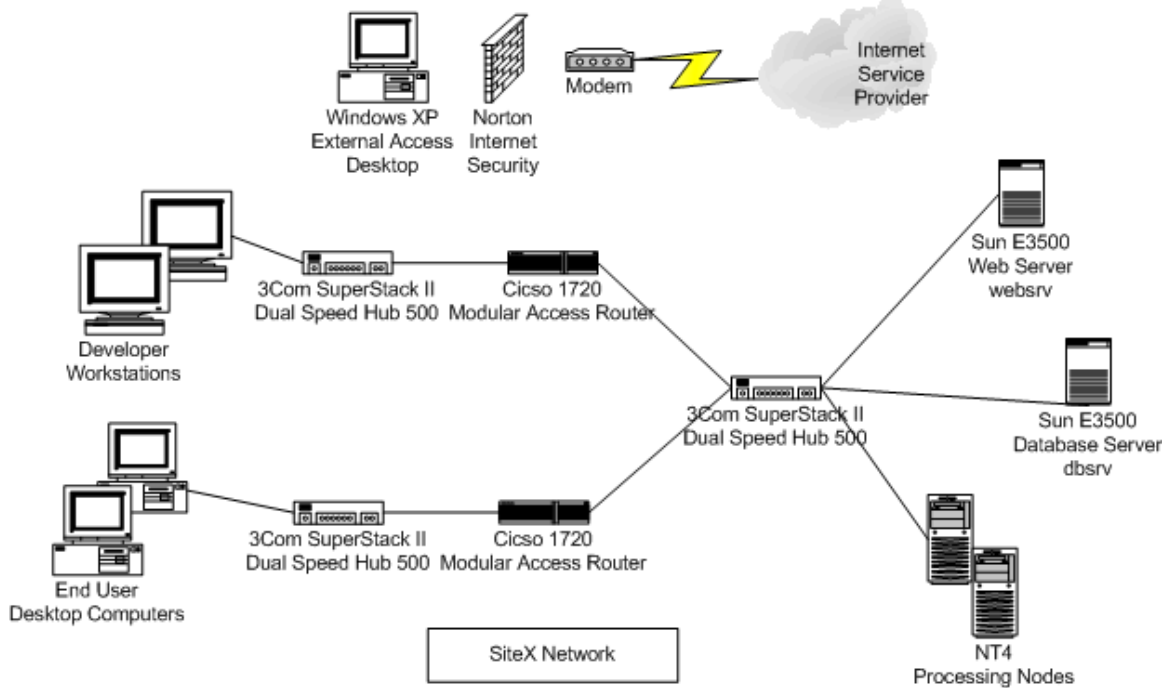 Internet
Service
Provider
Modem
Windows XP
External Access
Desktop
Norton
Internet
Security
Sun E3500
Web Server
websrv
3Com SuperStack II
Dual Speed Hub 500
Cicso 1720
Modular Access Router
Developer
Workstations
3Com SuperStack II
Dual Speed Hub 500
Sun E3500
Database Server
dbsrv
3Com SuperStack II
Dual Speed Hub 500
Cicso 1720
Modular Access Router
End User
Desktop Computers
SiteX Network
NT4
Processing Nodes